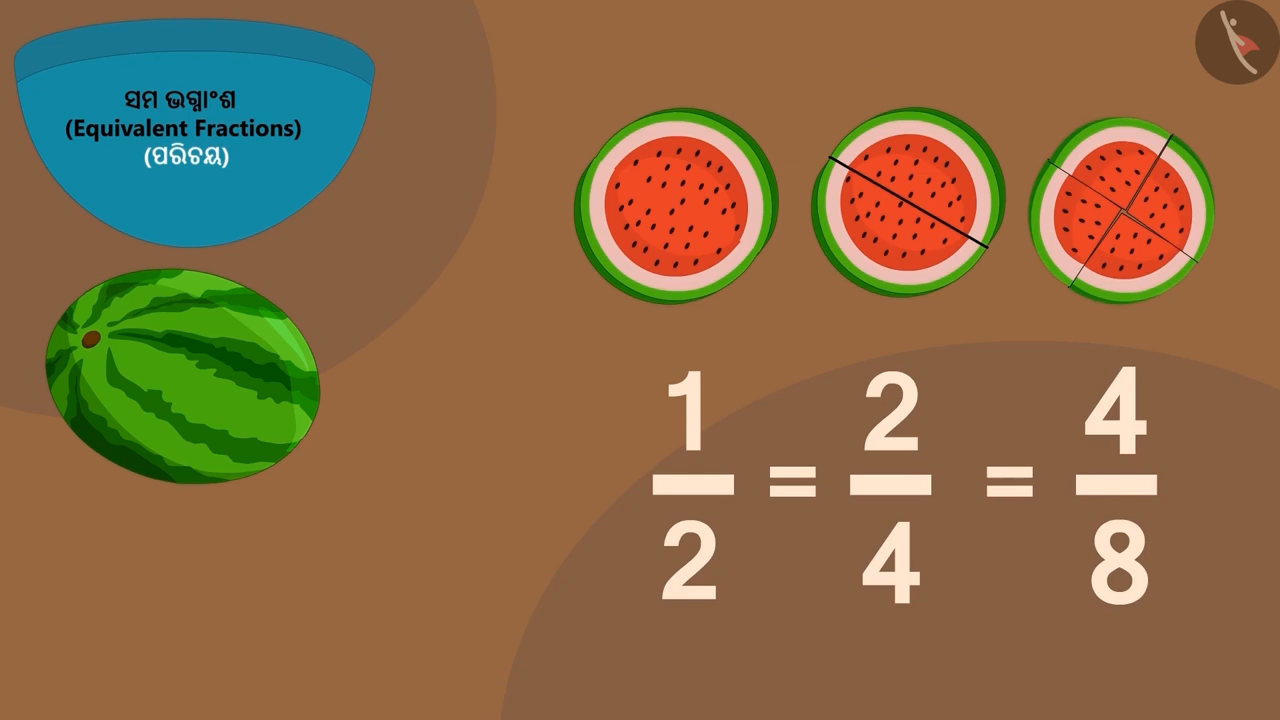 ସମ ଭଗ୍ନାଂଶ
(Equivalent Fractions)
(ପରିଚୟ)
1/2 = 2/4 = 4/8